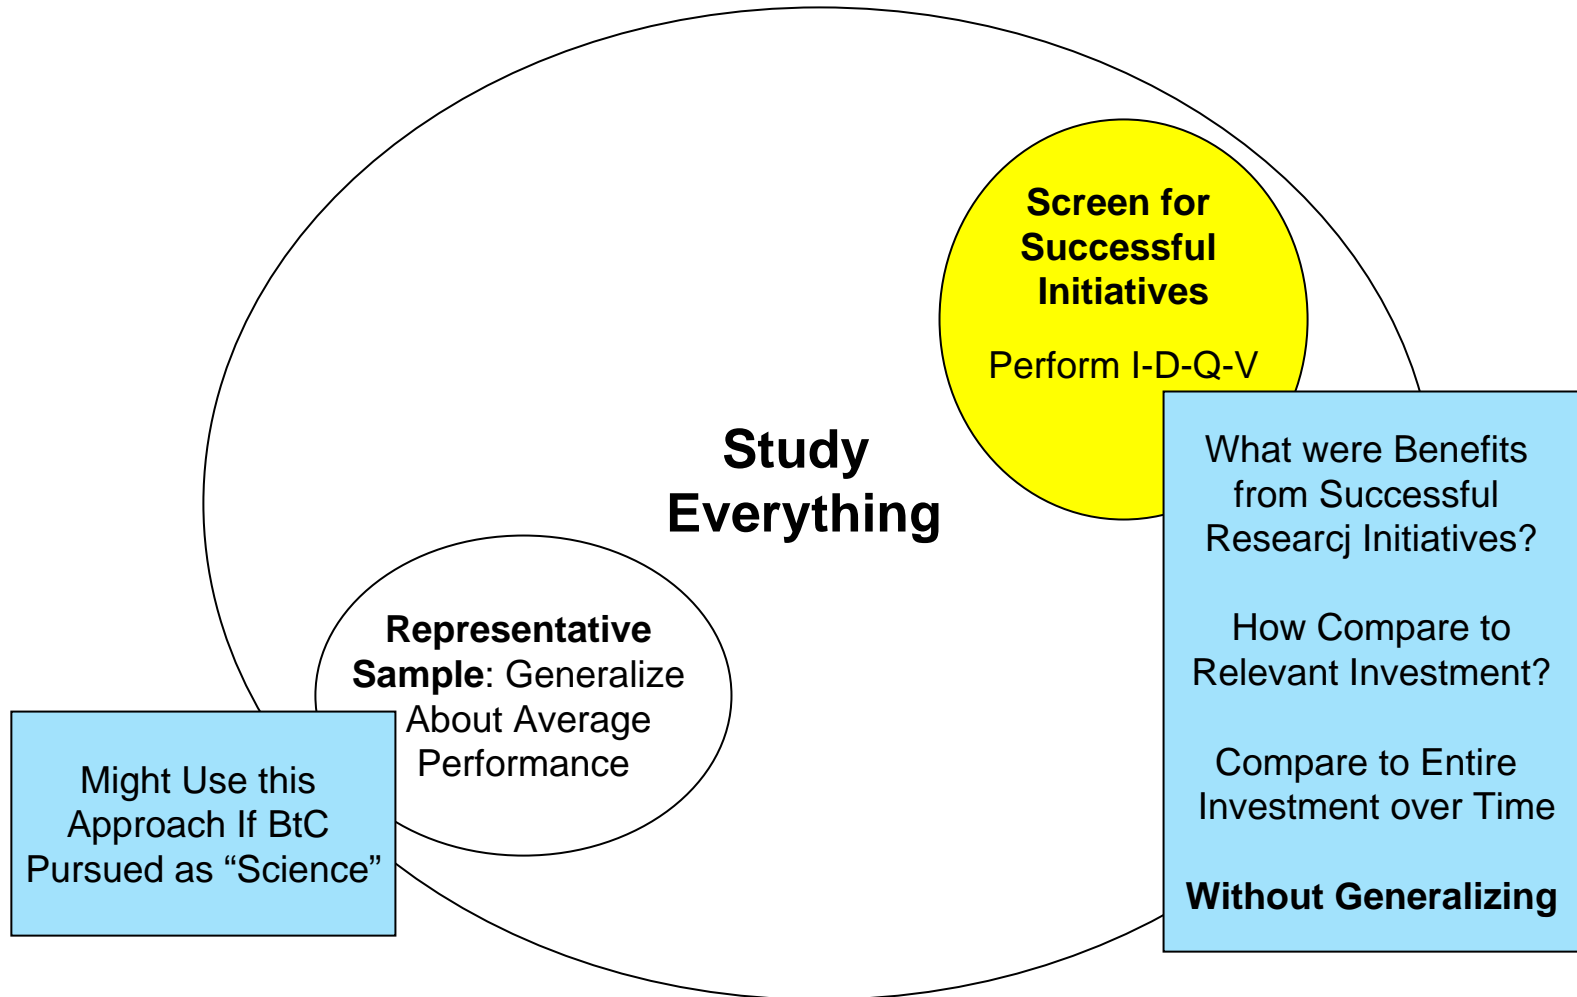 Screen for
Successful
Initiatives
Perform I-D-Q-V
Study
Everything
What were Benefits
from Successful
Researcj Initiatives?
How Compare to
Relevant Investment?
Compare to Entire
Investment over Time
Without Generalizing
Representative
Sample: Generalize
About Average
Performance
Might Use this
Approach If BtC
Pursued as “Science”